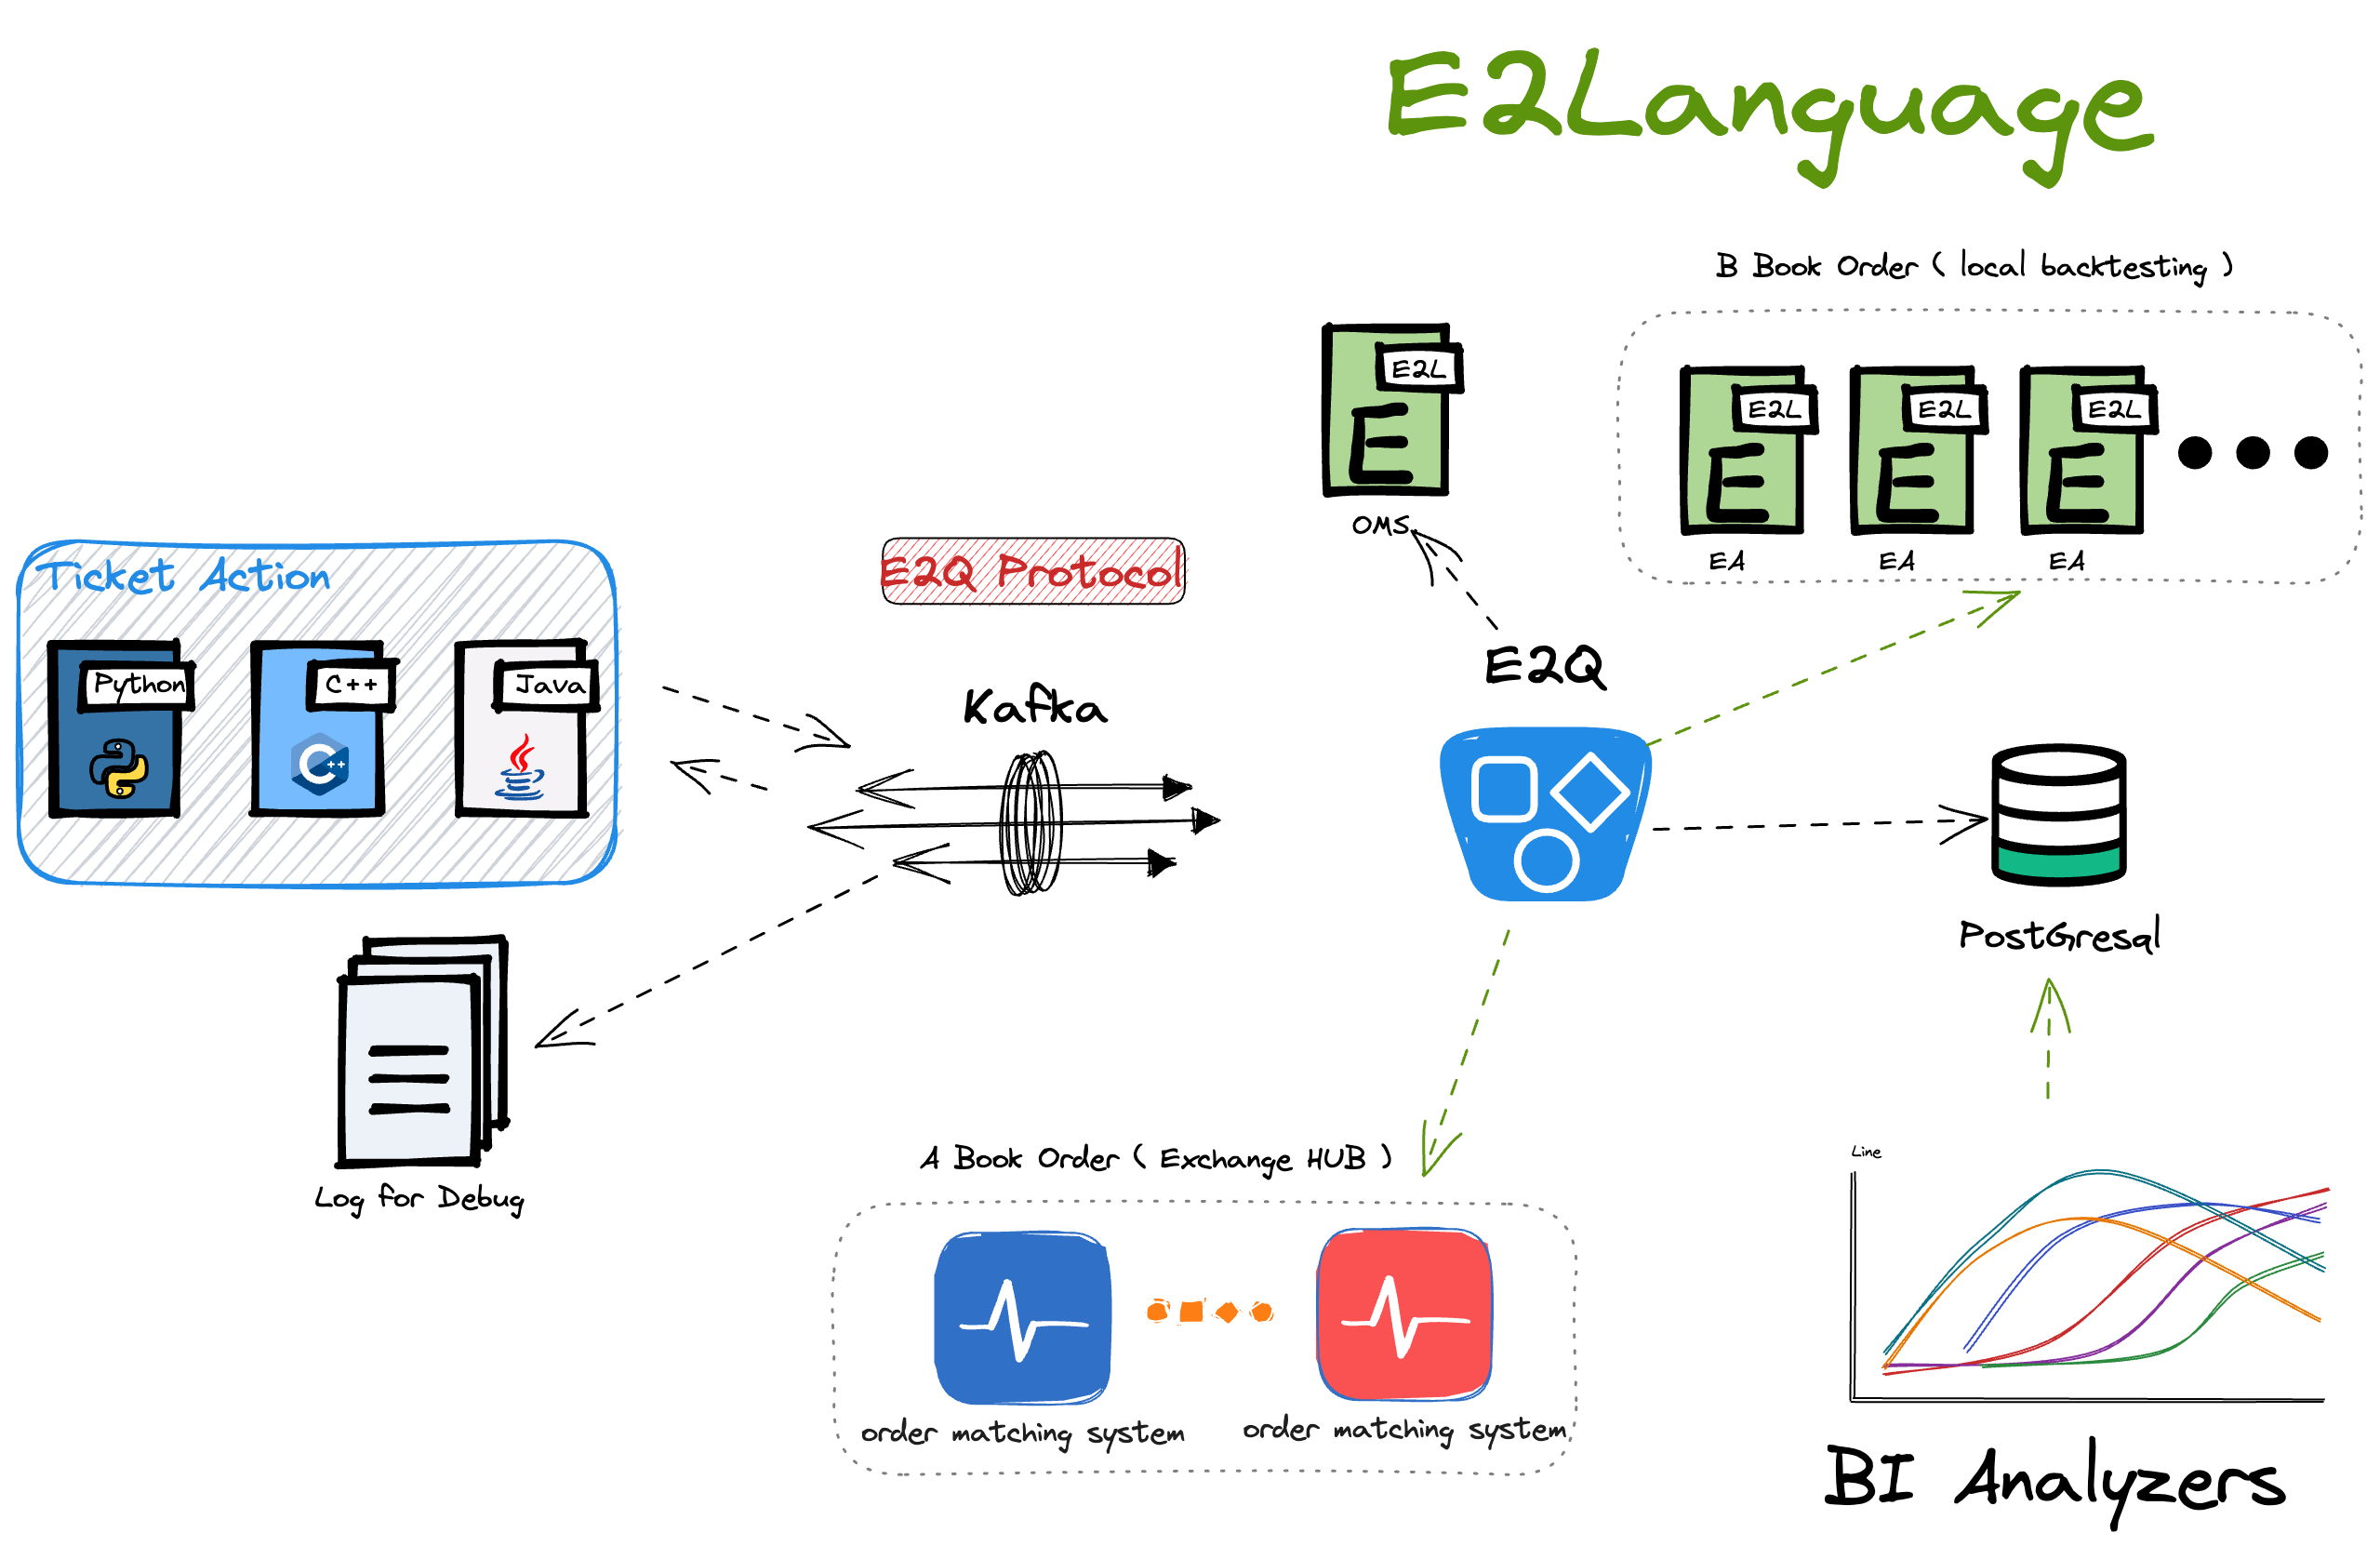 E2Language
B Book Order ( local backtesting )
E2L
E
OMS
E2L
E
EA
E2L
E
EA
E2L
E
EA
Ticket Action
Python
C++
C++
Java
E2Q Protocol
Kafka
E2Q
PostGresql
Log for Debug
A Book Order ( Exchange HUB )
order matching system
order matching system
Line
BI Analyzers